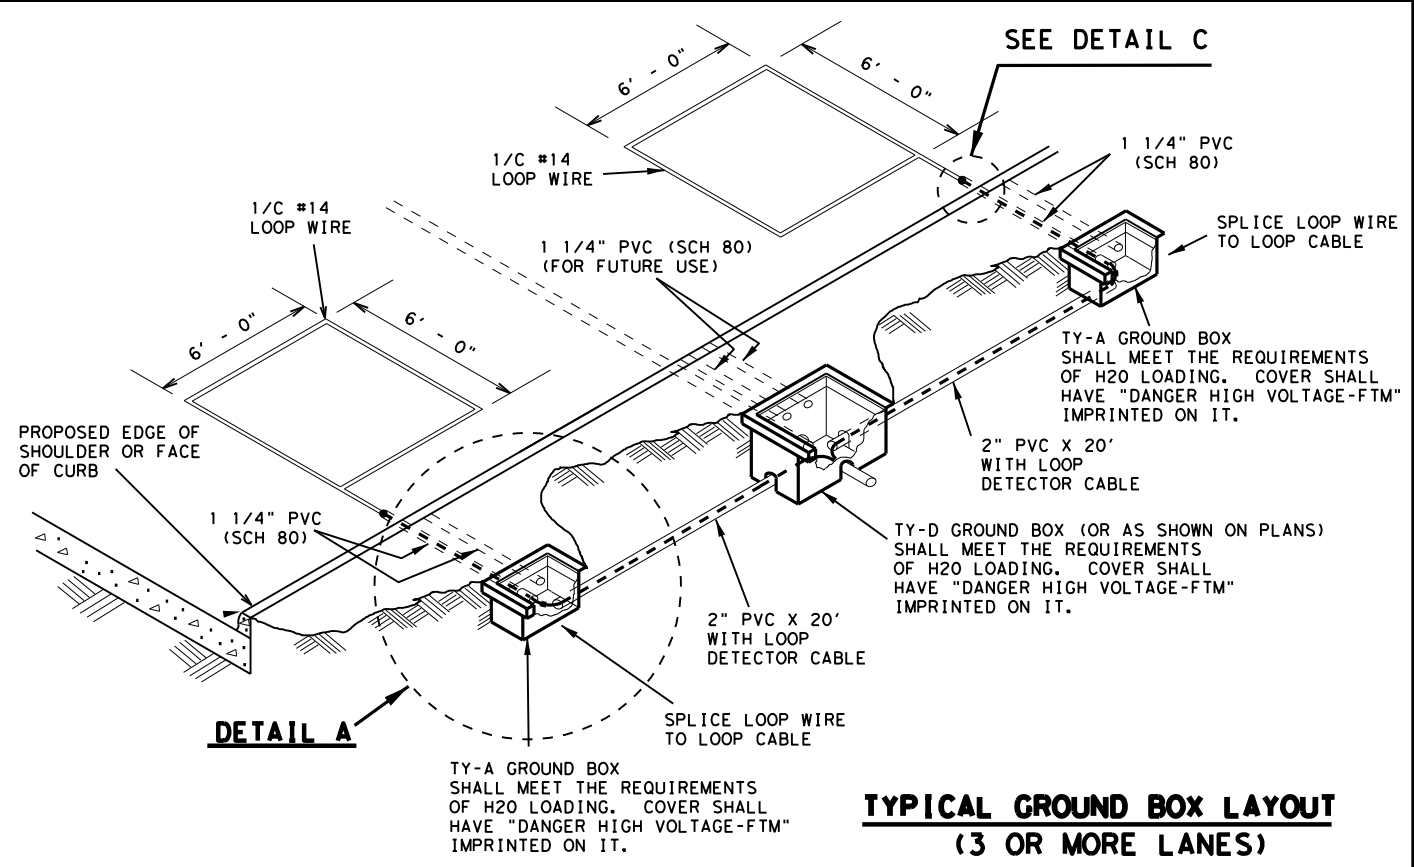 SEE DETAIL C
6' - 0"
6' - 0"
1 1/4" PVC
(SCH 80)
1/C #14
LOOP WIRE
1/C #14
LOOP WIRE
SPLICE LOOP WIRE
TO LOOP CABLE
1 1/4" PVC (SCH 80)
(FOR FUTURE USE)
6' - 0"
6' - 0"
TY-A GROUND BOX
SHALL MEET THE REQUIREMENTS
OF H20 LOADING. COVER SHALL
HAVE "DANGER HIGH VOLTAGE-FTM"
IMPRINTED ON IT.
PROPOSED EDGE OF
SHOULDER OR FACE
OF CURB
2" PVC X 20'
WITH LOOP
DETECTOR CABLE
1 1/4" PVC
(SCH 80)
TY-D GROUND BOX (OR AS SHOWN ON PLANS)
SHALL MEET THE REQUIREMENTS
OF H20 LOADING. COVER SHALL
HAVE "DANGER HIGH VOLTAGE-FTM"
IMPRINTED ON IT.
2" PVC X 20'
WITH LOOP
DETECTOR CABLE
DETAIL A
SPLICE LOOP WIRE
TO LOOP CABLE
TY-A GROUND BOX
SHALL MEET THE REQUIREMENTS
OF H20 LOADING. COVER SHALL
HAVE "DANGER HIGH VOLTAGE-FTM"
IMPRINTED ON IT.
TYPICAL GROUND BOX LAYOUT
(3 OR MORE LANES)